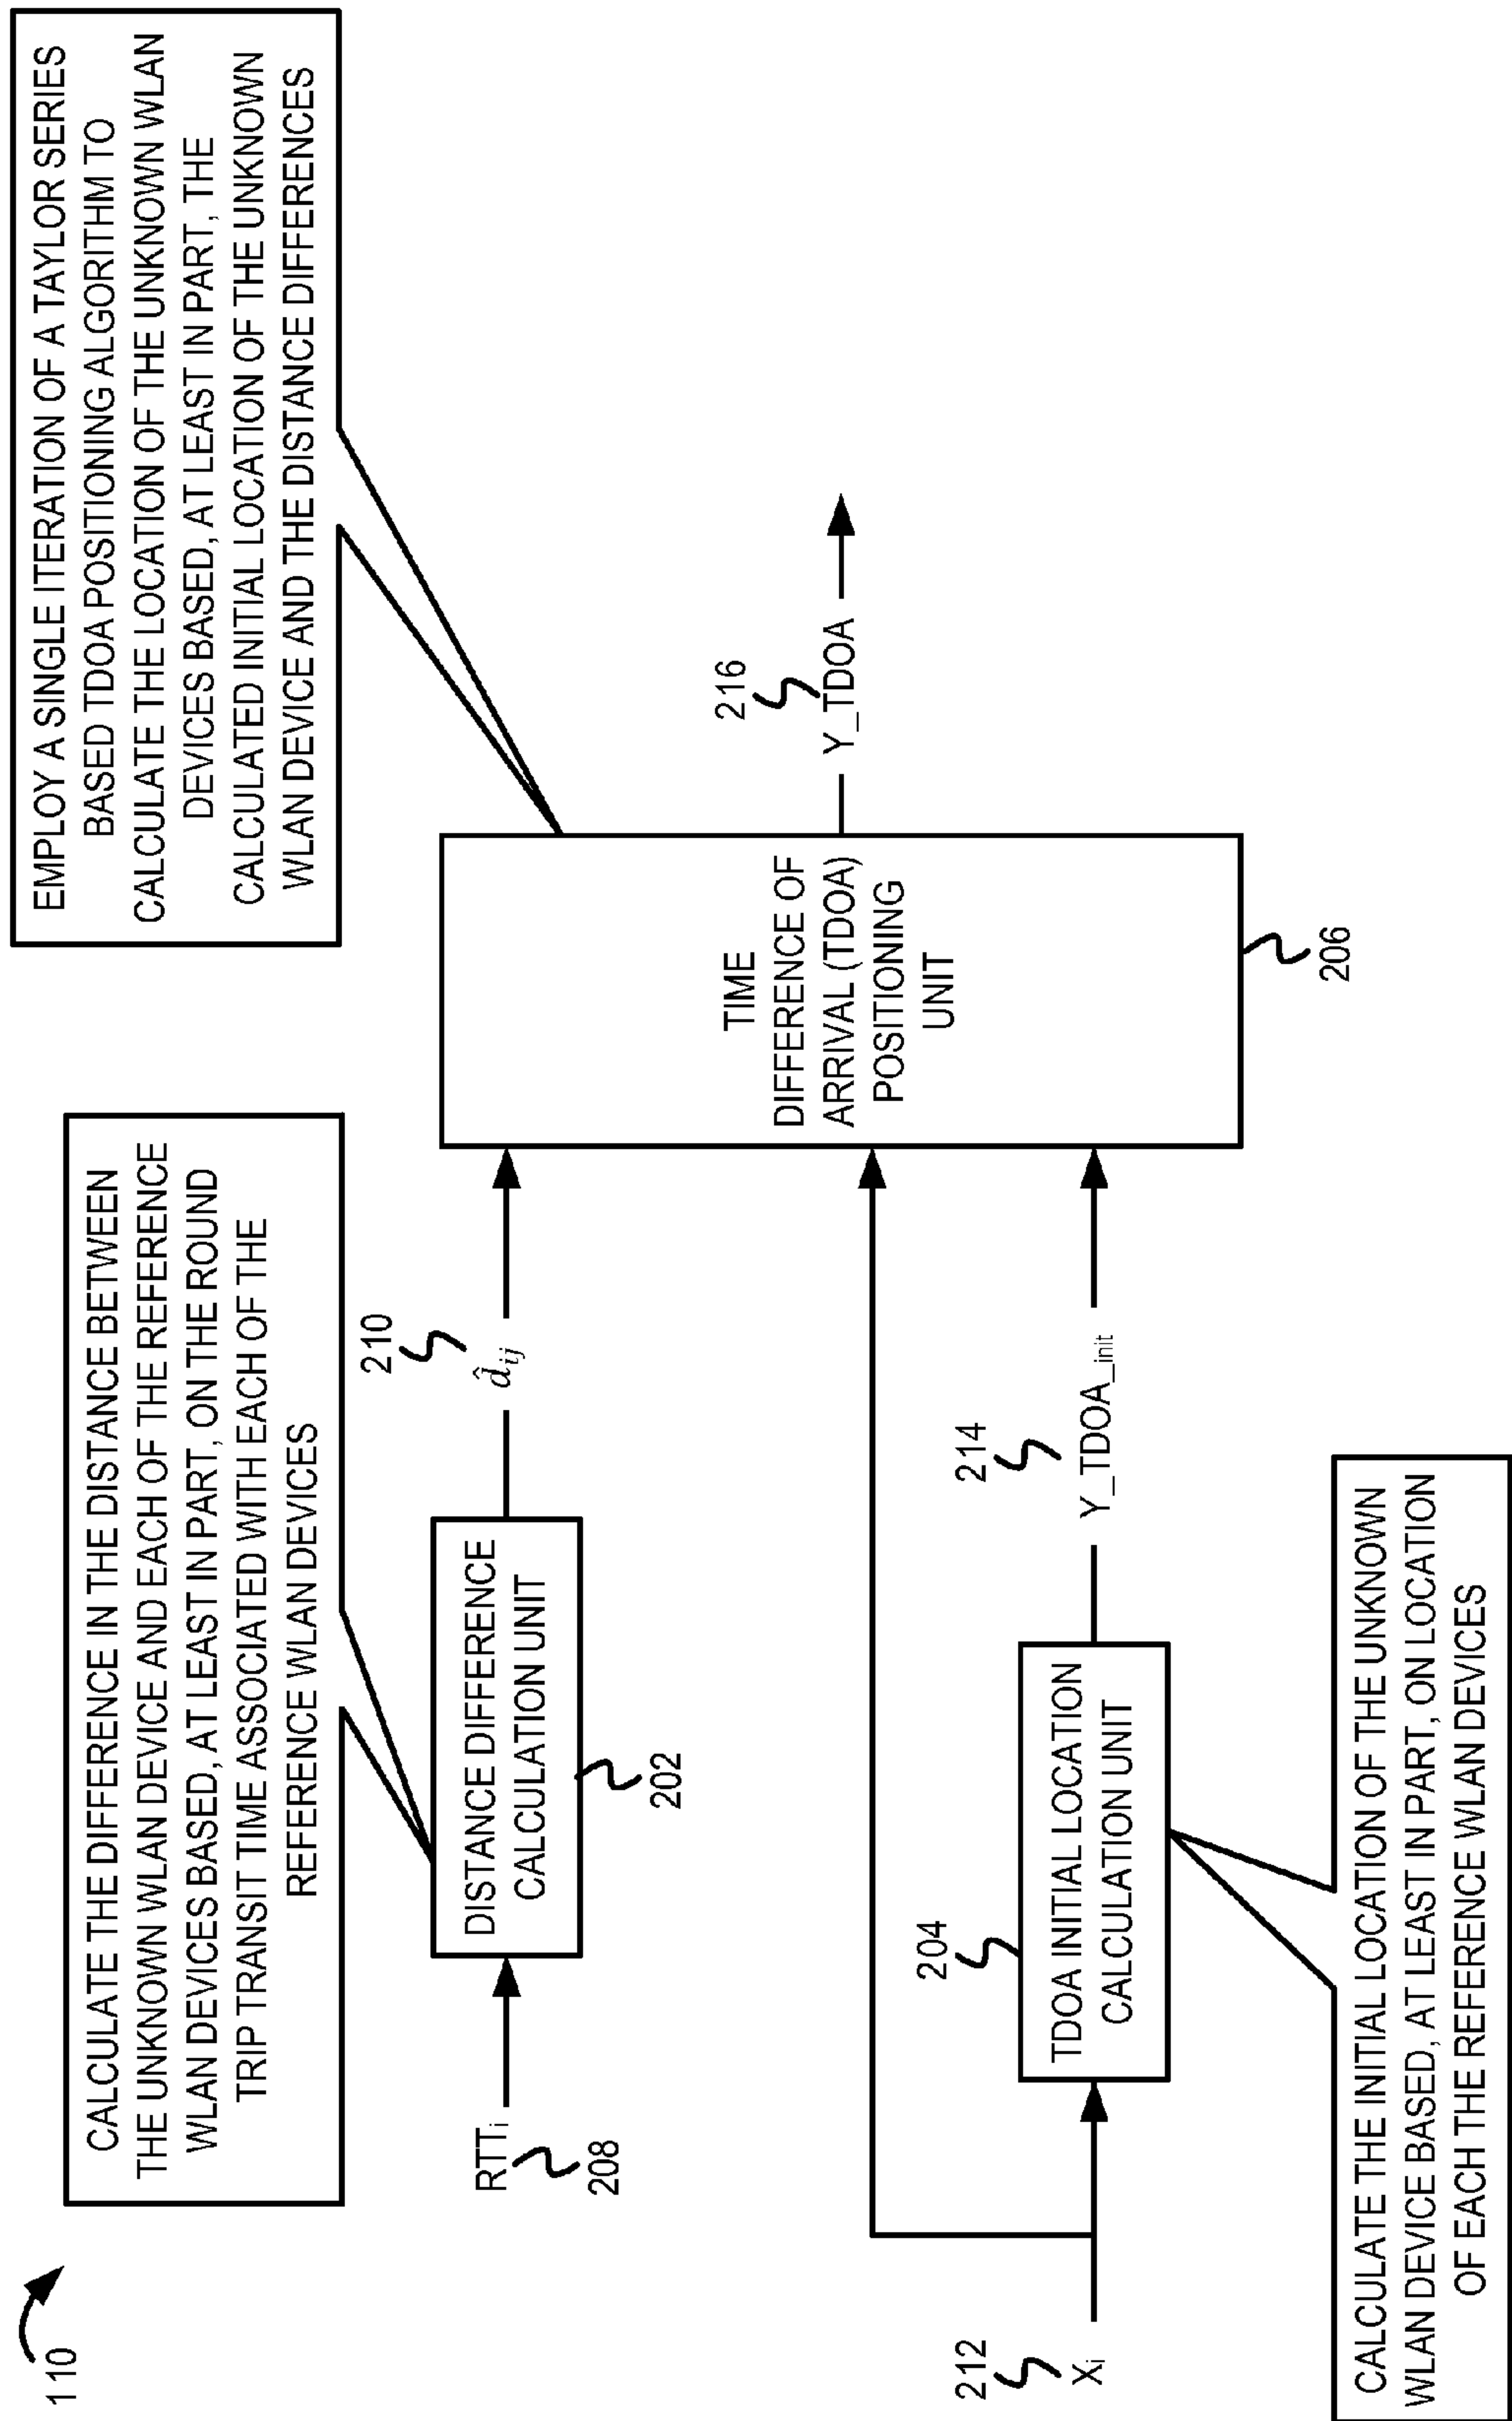 110
CALCULATE THE DIFFERENCE IN THE DISTANCE BETWEEN
THE UNKNOWN WLAN DEVICE AND EACH OF THE REFERENCE
WLAN DEVICES BASED, AT LEAST IN PART, ON THE ROUND
TRIP TRANSIT TIME ASSOCIATED WITH EACH OF THE
REFERENCE WLAN DEVICES
EMPLOY A SINGLE ITERATION OF A TAYLOR SERIES
BASED TDOA POSITIONING ALGORITHM TO
CALCULATE THE LOCATION OF THE UNKNOWN WLAN
DEVICES BASED, AT LEAST IN PART, THE
CALCULATED INITIAL LOCATION OF THE UNKNOWN
WLAN DEVICE AND THE DISTANCE DIFFERENCES
RTTᵢ
208
DISTANCE DIFFERENCE
CALCULATION UNIT
202
210
d̂ᵢⱼ
TIME
DIFFERENCE OF
ARRIVAL (TDOA)
POSITIONING
UNIT
206
216
Y_TDOA
212
Xᵢ
204
TDOA INITIAL LOCATION
CALCULATION UNIT
214
Y_TDOA_init
CALCULATE THE INITIAL LOCATION OF THE UNKNOWN
WLAN DEVICE BASED, AT LEAST IN PART, ON LOCATION
OF EACH THE REFERENCE WLAN DEVICES